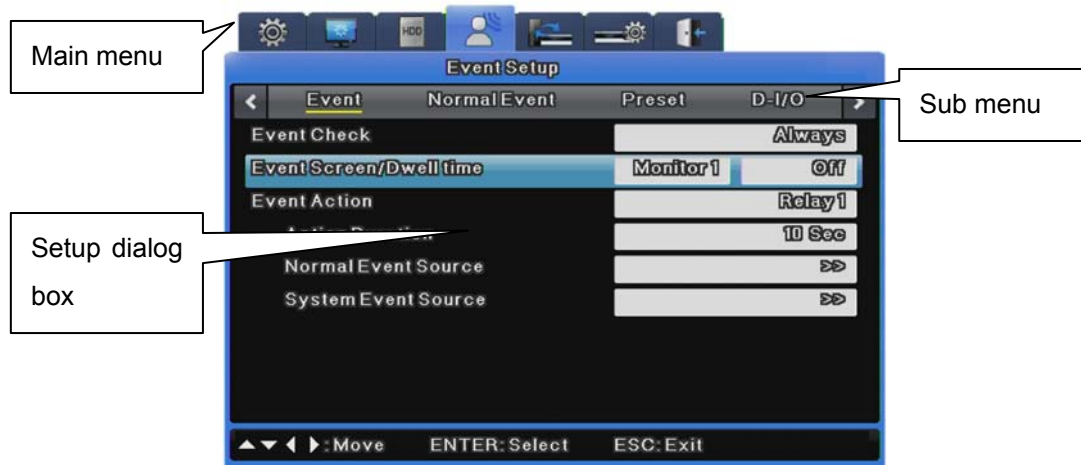 Main menu
HDD
Event Setup
Event Normal Event Preset D-I/O
Sub menu
Event Check Always
Event Screen/Dwell time Monitor 1 Off
Event Action Relay 1
Setup dialog
box
10 Sec
Normal Event Source >>
System Event Source >>
:Move ENTER:Select ESC:Exit